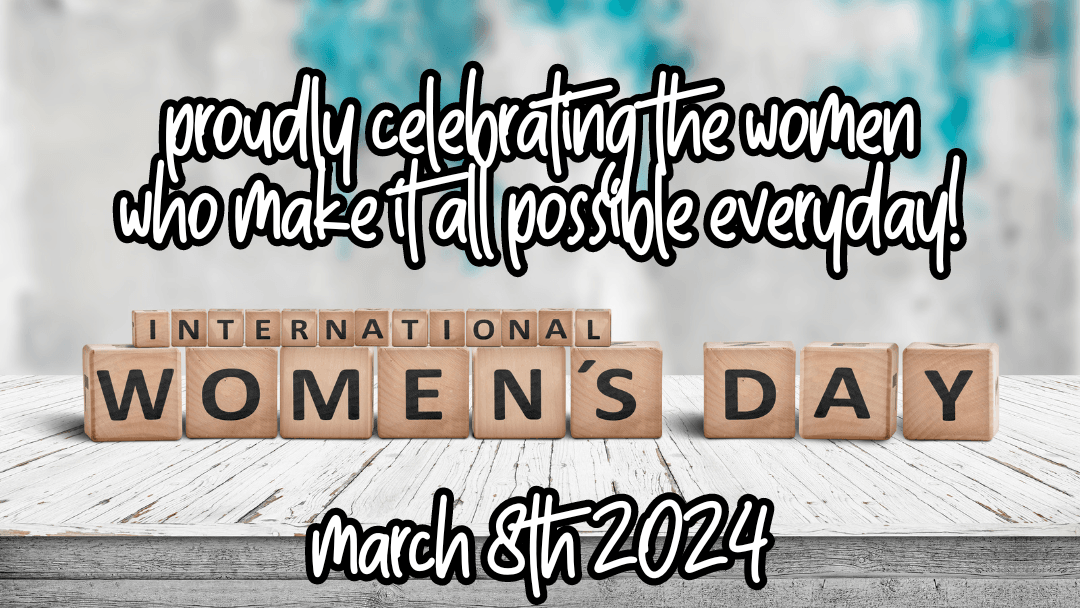 proudly celebrating the women
who make it all possible everyday!
INTERNATIONAL
WOMEN´S DAY
march 8th 2024